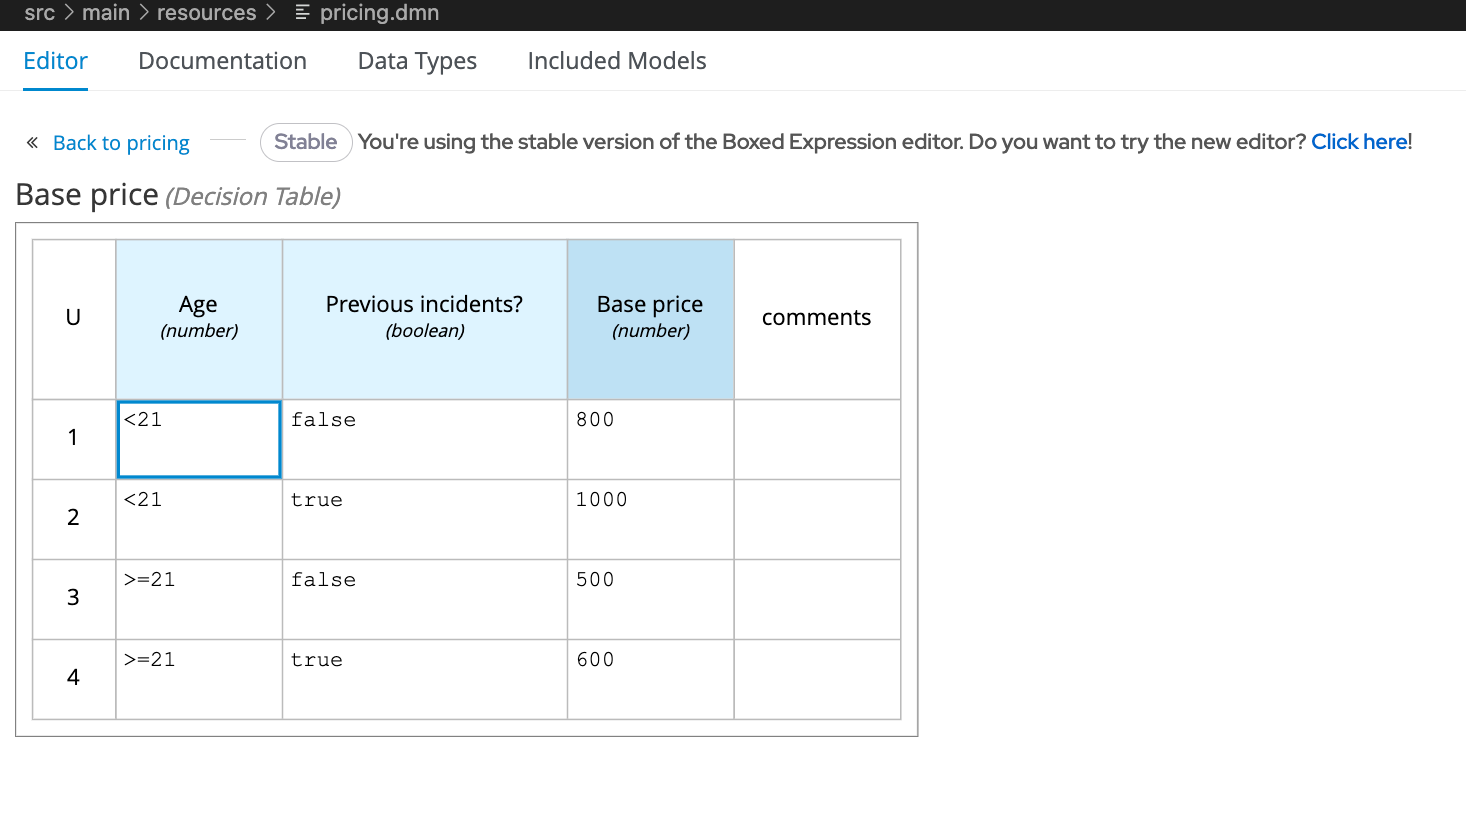 src > main > resources > pricing.dmn
Editor Documentation Data Types Included Models
« Back to pricing Stable You're using the stable version of the Boxed Expression editor. Do you want to try the new editor? Click here!
Base price (Decision Table)
U Age Previous incidents? Base price comments
(number) (boolean) (number)
1 <21 false 800
2 <21 true 1000
3 >=21 false 500
4 >=21 true 600